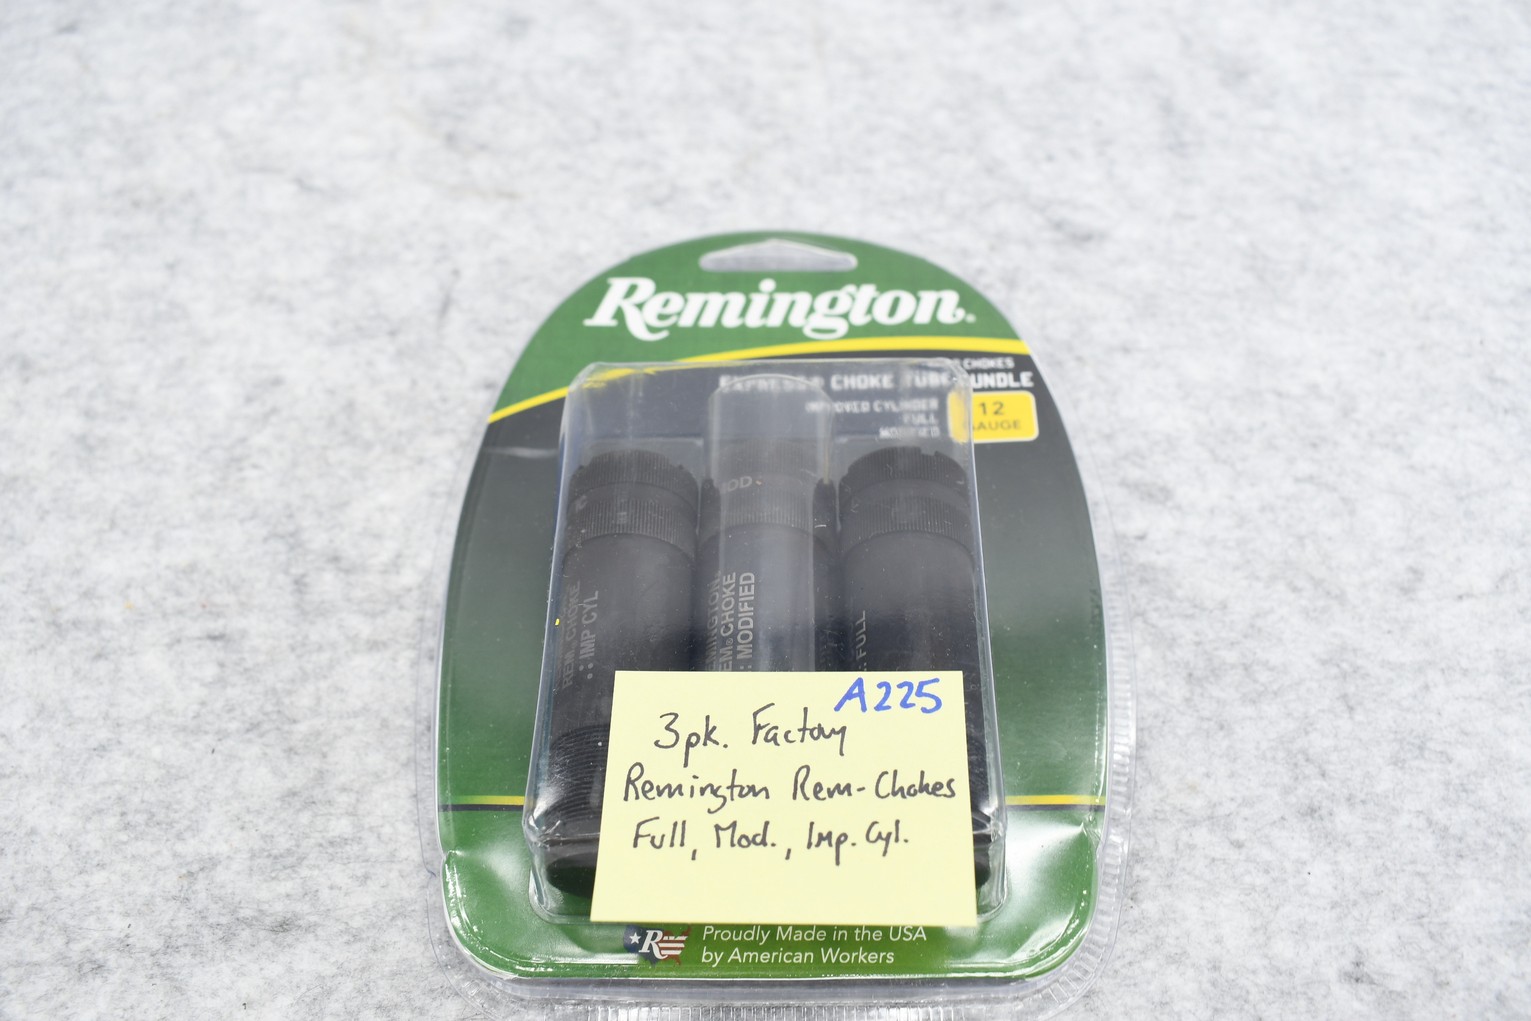 Remington®
CHOKES
EXPRESS® CHOKE TUBE BUNDLE
IMPROVED CYLINDER
FULL
MODIFIED
12
GAUGE
MOD
REM® CHOKE
: IMP CYL
REMINGTON
REM® CHOKE
: MODIFIED
FULL
A225
3pk. Factory
Remington Rem-Chokes
Full, Mod., Imp. Cyl.
R
Proudly Made in the USA
by American Workers